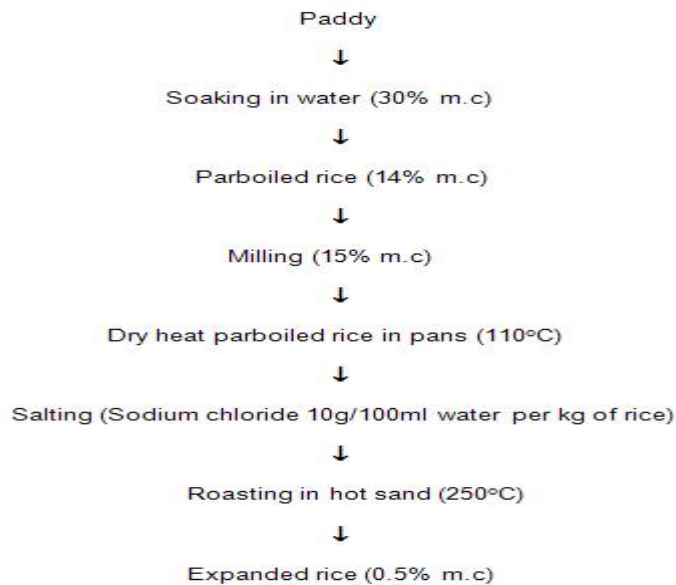 Paddy
↓
Soaking in water (30% m.c)
↓
Parboiled rice (14% m.c)
↓
Milling (15% m.c)
↓
Dry heat parboiled rice in pans (110°C)
↓
Salting (Sodium chloride 10g/100ml water per kg of rice)
↓
Roasting in hot sand (250°C)
↓
Expanded rice (0.5% m.c)